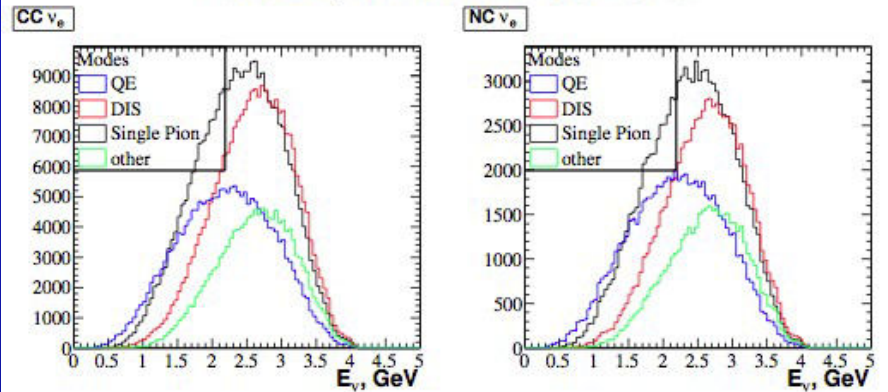 CC νe
Modes
QE
DIS
Single Pion
other
9000
8000
7000
6000
5000
4000
3000
2000
1000
0
0 0.5 1 1.5 2 2.5 3 3.5 4 4.5 5
Eν, GeV
NC νe
Modes
QE
DIS
Single Pion
other
3000
2500
2000
1500
1000
500
0
0 0.5 1 1.5 2 2.5 3 3.5 4 4.5 5
Eν, GeV